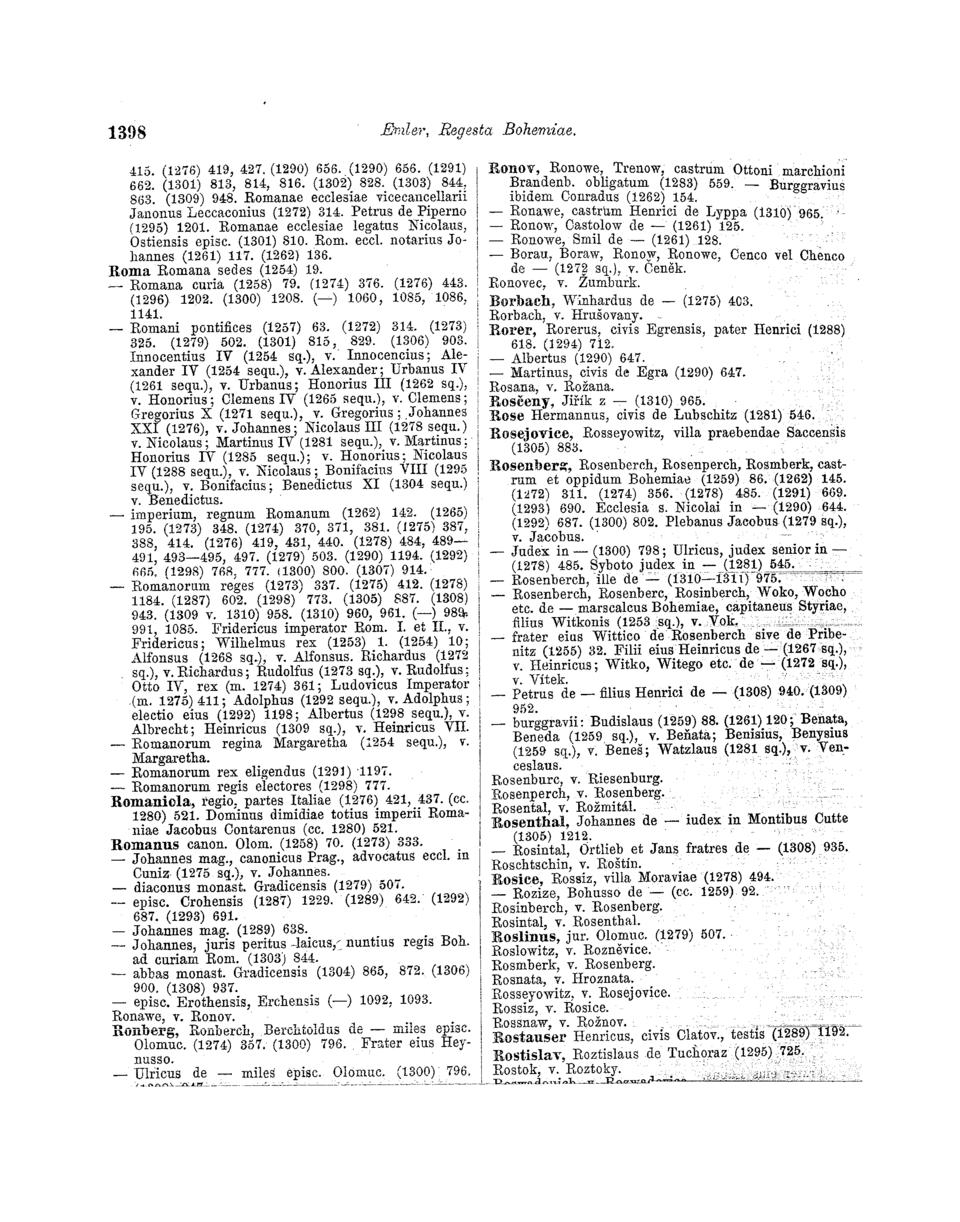 1398
Emler, Regesta Bohemiae.
415. (1276) 419, 427. (1290) 656. (1290) 656. (1291)
662. (1301) 813, 814, 816. (1302) 828. (1303) 844.
863. (1309) 948. Romanae ecclesiae vicecancellarii
Janonus Leccaconius (1272) 314. Petrus de Piperno
(1295) 1201. Romanae ecclesiae legatus Nicolaus,
Ostiensis episc. (1301) 810. Rom. eccl. notarius Jo-
hannes (1261) 117. (1262) 136.
Roma Romana sedes (1254) 19.
— Romana curia (1258) 79. (1274) 376. (1276) 443.
(1296) 1202. (1300) 1208. (—) 1060, 1085, 1086,
1141.
— Romani pontifices (1257) 63. (1272) 314. (1273)
325. (1279) 502. (1301) 815, 829. (1306) 903.
Innocentius IV (1254 sq.), v. Innocencius; Ale-
xander IV (1254 sequ.), v. Alexander; Urbanus IV
(1261 sequ.), v. Urbanus; Honorius III (1262 sq.),
v. Honorius; Clemens IV (1265 sequ.), v. Clemens;
Gregorius X (1271 sequ.), v. Gregorius; Johannes
XXI (1276), v. Johannes; Nicolaus III (1278 sequ.)
v. Nicolaus; Martinus IV (1281 sequ.), v. Martinus;
Honorius IV (1285 sequ.); v. Honorius; Nicolaus
IV (1288 sequ.), v. Nicolaus; Bonifacius VIII (1295
sequ.), v. Bonifacius; Benedictus XI (1304 sequ.)
v. Benedictus.
— imperium, regnum Romanum (1262) 142. (1265)
195. (1273) 348. (1274) 370, 371, 381. (1275) 387,
388, 414. (1276) 419, 431, 440. (1278) 484, 489—
491, 493—495, 497. (1279) 503. (1290) 1194. (1292)
665. (1298) 768, 777. (1300) 800. (1307) 914.
— Romanorum reges (1273) 337. (1275) 412. (1278)
1184. (1287) 602. (1298) 773. (1305) 887. (1308)
943. (1309 v. 1310) 958. (1310) 960, 961. (—) 989,
991, 1085. Fridericus imperator Rom. I. et II., v.
Fridericus; Wilhelmus rex (1253) 1. (1254) 10;
Alfonsus (1268 sq.), v. Alfonsus. Richardus (1272
sq.), v. Richardus; Rudolfus (1273 sq.), v. Rudolfus;
Otto IV, rex (m. 1274) 361; Ludovicus Imperator
(m. 1275) 411; Adolphus (1292 sequ.), v. Adolphus;
electio eius (1292) 1198; Albertus (1298 sequ.), v.
Albrecht; Heinricus (1309 sq.), v. Heinricus VII.
— Romanorum regina Margaretha (1254 sequ.), v.
Margaretha.
— Romanorum rex eligendus (1291) 1197.
— Romanorum regis electores (1298) 777.
Romaniola, regio, partes Italiae (1276) 421, 437. (cc.
1280) 521. Dominus dimidiae totius imperii Roma-
niae Jacobus Contarenus (cc. 1280) 521.
Romanus canon. Olom. (1258) 70. (1273) 333.
— Johannes mag., canonicus Prag., advocatus eccl. in
Cuniz (1275 sq.), v. Johannes.
— diaconus monast. Gradicensis (1279) 507.
— episc. Crohensis (1287) 1229. (1289) 642. (1292)
687. (1293) 691.
— Johannes mag. (1289) 638.
— Johannes, juris peritus laicus, nuntius regis Boh.
ad curiam Rom. (1303) 844.
— abbas monast. Gradicensis (1304) 865, 872. (1306)
900. (1308) 937.
— episc. Erothensis, Erchensis (—) 1092, 1093.
Ronawe, v. Ronov.
Ronberg, Ronberch, Berchtoldus de — miles episc.
Olomuc. (1274) 357. (1300) 796. Frater eius Hey-
nusso.
— Ulricus de — miles episc. Olomuc. (1300) 796.
Ronov, Ronowe, Trenow, castrum Ottoni marchioni
Brandenb. obligatum (1283) 559. — Burggravius
ibidem Conradus (1262) 154.
— Ronawe, castrum Henrici de Lyppa (1310) 965.
— Ronow, Castolow de — (1261) 125.
— Ronowe, Smil de — (1261) 128.
— Borau, Boraw, Ronow, Ronowe, Cenco vel Chenco
de — (1272 sq.), v. Čeněk.
Ronovec, v. Žumburk.
Borbach, Winhardus de — (1275) 403.
Rorbach, v. Hrušovany.
Rorer, Rorerus, civis Egrensis, pater Henrici (1288)
618. (1294) 712.
— Albertus (1290) 647.
— Martinus, civis de Egra (1290) 647.
Rosana, v. Rožana.
Rosčeny, Jiřík z — (1310) 965.
Rose Hermannus, civis de Lubschitz (1281) 546.
Rosejovice, Rosseyowitz, villa praebendae Saccensis
(1305) 883.
Rosenberg, Rosenberch, Rosenperch, Rosmberk, cast-
rum et oppidum Bohemiae (1259) 86. (1262) 145.
(1272) 311. (1274) 356. (1278) 485. (1291) 669.
(1293) 690. Ecclesia s. Nicolai in — (1290) 644.
(1292) 687. (1300) 802. Plebanus Jacobus (1279 sq.),
v. Jacobus.
— Judex in — (1300) 798; Ulricus, judex senior in —
(1278) 485. Syboto judex in — (1281) 545.
— Rosenberch, ille de — (1310—1311) 975.
— Rosenberch, Rosenberc, Rosinberch, Woko, Wocho
etc. de — marscalcus Bohemiae, capitaneus Styriae,
filius Witkonis (1253 sq.), v. Vok.
— frater eius Wittico de Rosenberch sive de Pribe-
nitz (1255) 32. Filii eius Heinricus de — (1267 sq.),
v. Heinricus; Witko, Witego etc. de — (1272 sq.),
v. Vítek.
— Petrus de — filius Henrici de — (1308) 940. (1309)
952.
— burggravii: Budislaus (1259) 88. (1261) 120; Beňata,
Beneda (1259 sq.), v. Beňata; Benisius, Benysius
(1259 sq.), v. Beneš; Watzlaus (1281 sq.), v. Ven-
ceslaus.
Rosenburc, v. Riesenburg.
Rosenperch, v. Rosenberg.
Rosental, v. Rožmitál.
Rosenthal, Johannes de — iudex in Montibus Cutte
(1305) 1212.
— Rosintal, Ortlieb et Jans fratres de — (1308) 935.
Roschtschin, v. Roštín.
Rosice, Rossiz, villa Moraviae (1278) 494.
— Rozize, Bohusso de — (cc. 1259) 92.
Rosinberch, v. Rosenberg.
Rosintal, v. Rosenthal.
Roslinus, jur. Olomuc. (1279) 507.
Roslowitz, v. Rozněvice.
Rosmberk, v. Rosenberg.
Rosnata, v. Hroznata.
Rosseyowitz, v. Rosejovice.
Rossiz, v. Rosice.
Rossnaw, v. Rožnov.
Rostauser Henricus, civis Clatov., testis (1289) 1192.
Rostislav, Roztislaus de Tuchoraz (1295) 725.
Rostok, v. Roztoky.